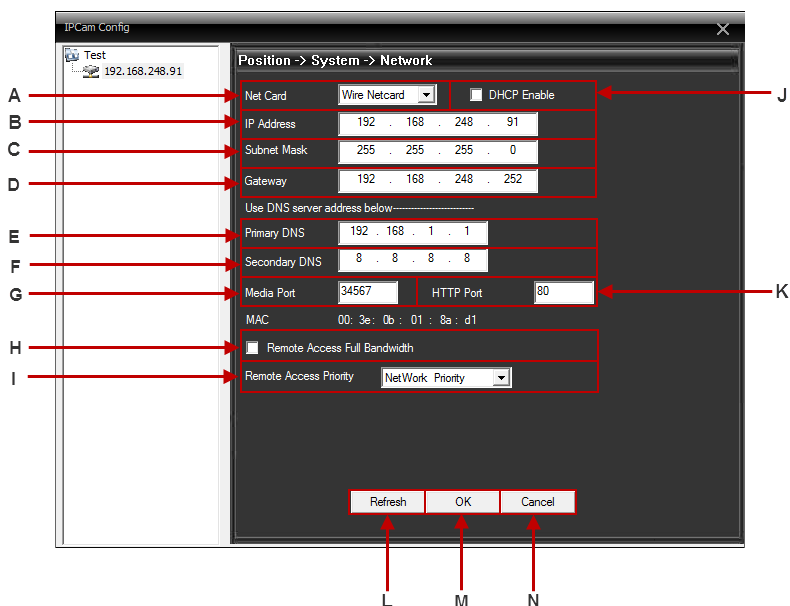 IPCam Config
Test
192.168.248.91
Position -> System -> Network
A Net Card Wire Netcard DHCP Enable J
B IP Address 192 . 168 . 248 . 91
C Subnet Mask 255 . 255 . 255 . 0
D Gateway 192 . 168 . 248 . 252
Use DNS server address below--------------------------
E Primary DNS 192 . 168 . 1 . 1
F Secondary DNS 8 . 8 . 8 . 8
G Media Port 34567 HTTP Port 80 K
MAC 00: 3e: 0b : 01 : 8a : d1
H Remote Access Full Bandwidth
I Remote Access Priority NetWork Priority
Refresh OK Cancel
L M N